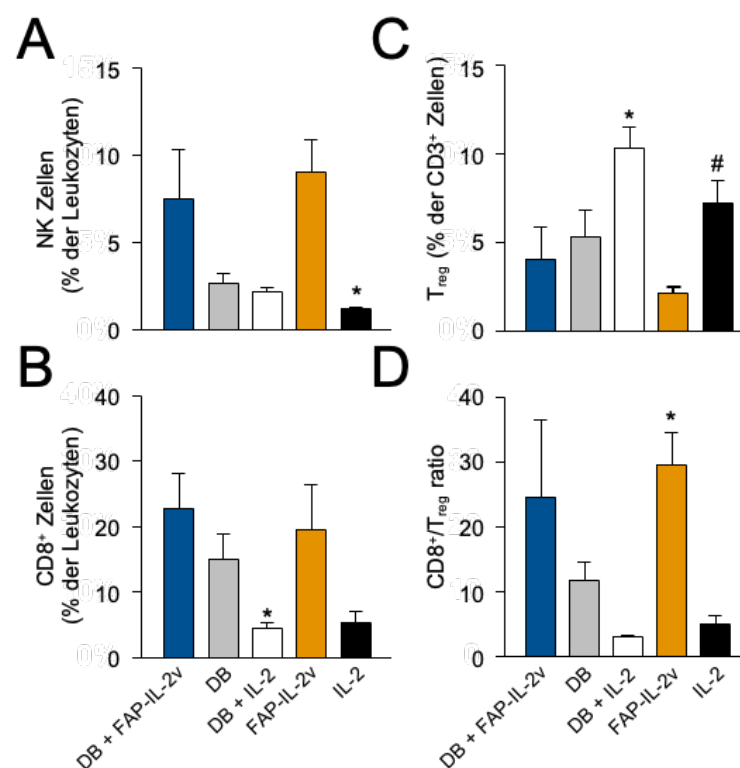 A
NK Zellen
(% der Leukozyten)
15
10
5
0
*
B
CD8⁺ Zellen
(% der Leukozyten)
40
30
20
10
0
*
DB + FAP-IL-2v
DB
DB + IL-2
FAP-IL-2v
IL-2
C
Treg (% der CD3⁺ Zellen)
15
10
5
0
*
#
D
CD8⁺/Treg ratio
40
30
20
10
0
*
DB + FAP-IL-2v
DB
DB + IL-2
FAP-IL-2v
IL-2